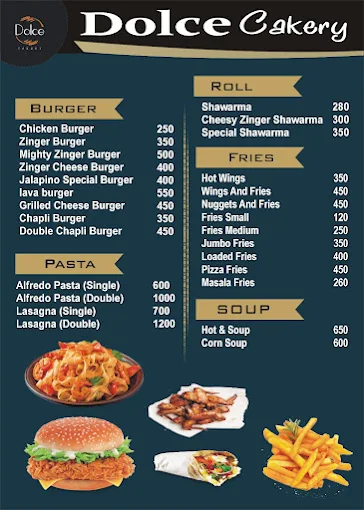 Dolce
CAKERY
Dolce Cakery
BURGER
Chicken Burger 250
Zinger Burger 350
Mighty Zinger Burger 500
Zinger Cheese Burger 400
Jalapino Special Burger 400
lava burger 550
Grilled Cheese Burger 450
Chapli Burger 350
Double Chapli Burger 450
PASTA
Alfredo Pasta (Single) 600
Alfredo Pasta (Double) 1000
Lasagna (Single) 700
Lasagna (Double) 1200
ROLL
Shawarma 280
Cheesy Zinger Shawarma 300
Special Shawarma 350
FRIES
Hot Wings 350
Wings And Fries 450
Nuggets And Fries 450
Fries Small 120
Fries Medium 250
Jumbo Fries 350
Loaded Fries 400
Pizza Fries 450
Masala Fries 260
SOUP
Hot & Soup 650
Corn Soup 600